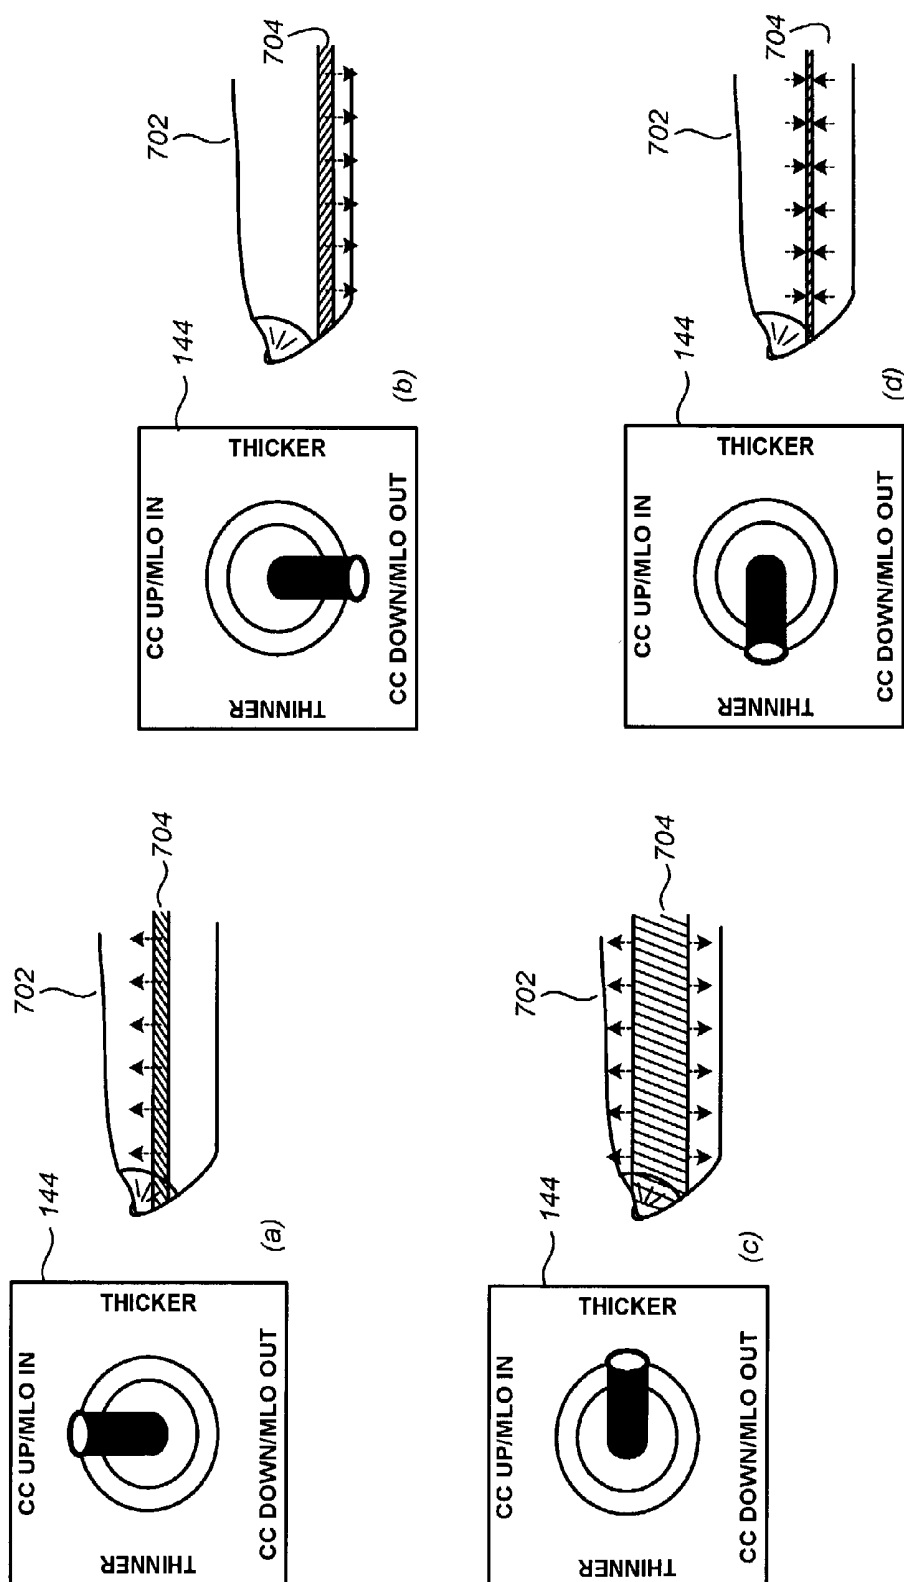 144
CC UP/MLO IN
THINNER
THICKER
CC DOWN/MLO OUT
702
704
(a)
144
CC UP/MLO IN
THINNER
THICKER
CC DOWN/MLO OUT
702
704
(b)
144
CC UP/MLO IN
THINNER
THICKER
CC DOWN/MLO OUT
702
704
(c)
144
CC UP/MLO IN
THINNER
THICKER
CC DOWN/MLO OUT
702
704
(d)